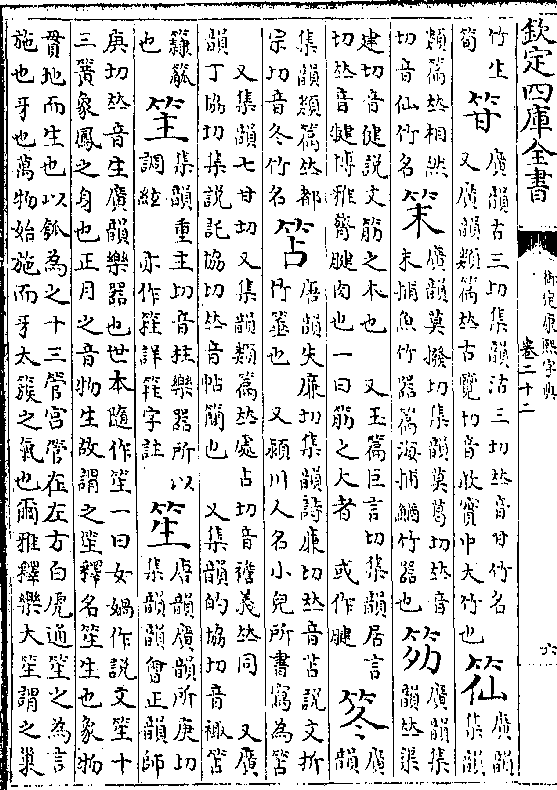 欽定四庫全書
御定康熙字典
卷二十二
六
竹生
筍
廣韻古三切集韻沽三切𠀤音甘竹名
又廣韻類篇𠀤古覽切音敢實中大竹也
廣韻
集韻
類篇𠀤相然
切音仙竹名
廣韻莫撥切集韻莫葛切𠀤音
末捕魚竹器篇海捕鰌竹器也
廣韻集
韻𠀤渠
建切音健說文筋之本也 又玉篇巨言切集韻居言
切𠀤音犍博雅腱肉也一曰筋之大者 或作腱
笗
廣
韻
集韻類篇𠀤都
宗切音冬竹名
笘
唐韻失廉切集韻詩廉切𠀤音苫說文折
竹箠也 又潁川人名小兒所書寫為笘
又集韻七甘切 又集韻類篇𠀤處占切音襜義𠀤同 又廣
韻丁協切集說託協切𠀤音帖簡也 又集韻的協切音褋笘
籋觚
也
集韻重主切音拄樂器所以
調絃 亦作詳字註
笙
唐韻廣韻所庚切
集韻韻會正韻師
庚切𠀤音生廣韻樂器也世本隨作笙一曰女媧作說文笙十
三簧象鳳之身也正月之音物生故謂之笙釋名笙生也象物
貫地而生也以匏為之十三管宮管在左方白虎通笙之為言
施也牙也萬物始施而牙太簇之氣也爾雅釋樂大笙謂之巢